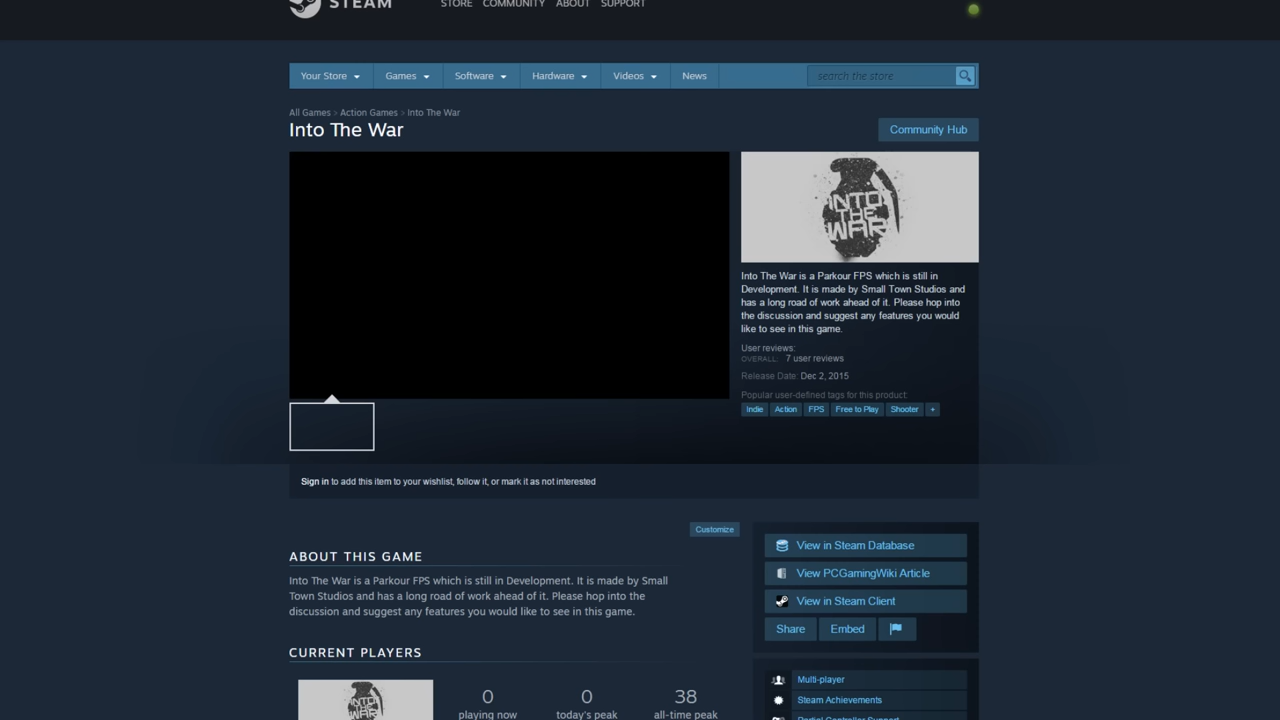 STEAM
STORE COMMUNITY ABOUT SUPPORT
Your Store Games Software Hardware Videos News search the store
All Games > Action Games > Into The War
Into The War
Community Hub
INTO
THE
WAR
Into The War is a Parkour FPS which is still in
Development. It is made by Small Town Studios and
has a long road of work ahead of it. Please hop into
the discussion and suggest any features you would
like to see in this game.
User reviews:
OVERALL: 7 user reviews
Release Date: Dec 2, 2015
Popular user-defined tags for this product:
Indie Action FPS Free to Play Shooter +
Sign in to add this item to your wishlist, follow it, or mark it as not interested
Customize
ABOUT THIS GAME
Into The War is a Parkour FPS which is still in Development. It is made by Small
Town Studios and has a long road of work ahead of it. Please hop into the
discussion and suggest any features you would like to see in this game.
CURRENT PLAYERS
INTO
THE
WAR
0 0 38
playing now today's peak all-time peak
View in Steam Database
View PCGamingWiki Article
View in Steam Client
Share Embed
Multi-player
Steam Achievements
Partial Controller Support